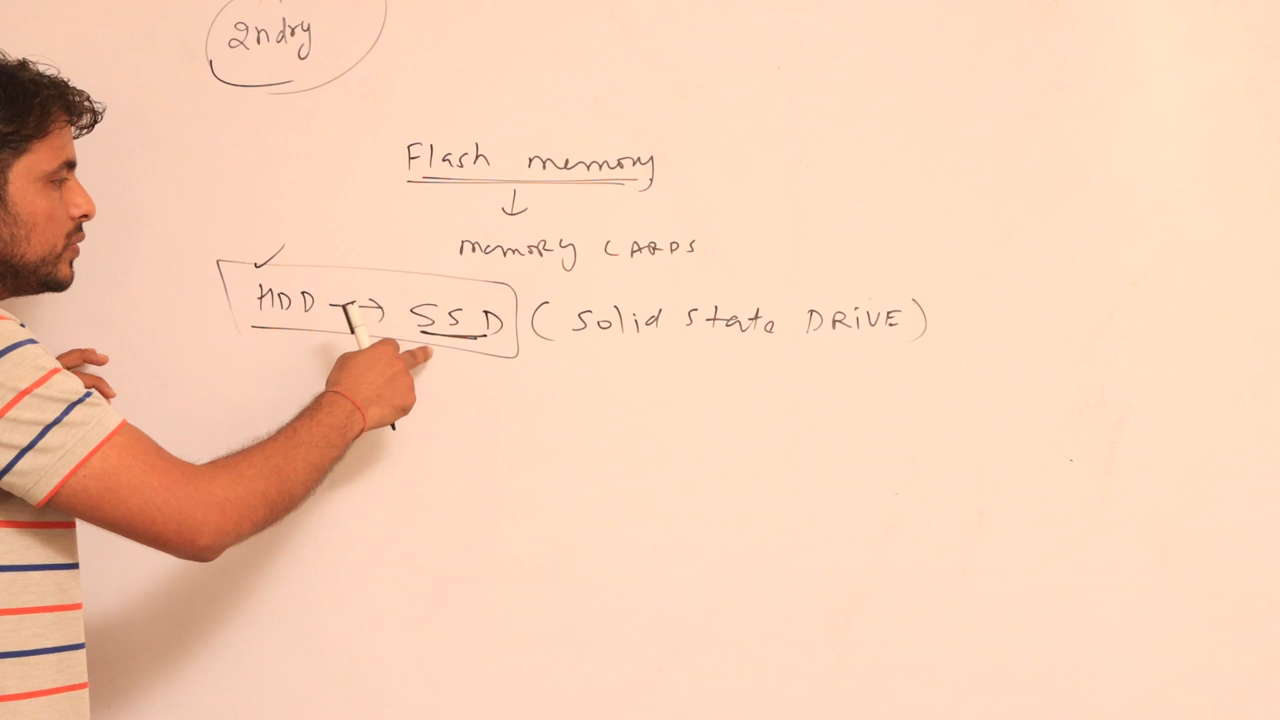 2ndry
Flash memory
↓
memory CARDS
HDD → SSD (Solid State DRiVE)